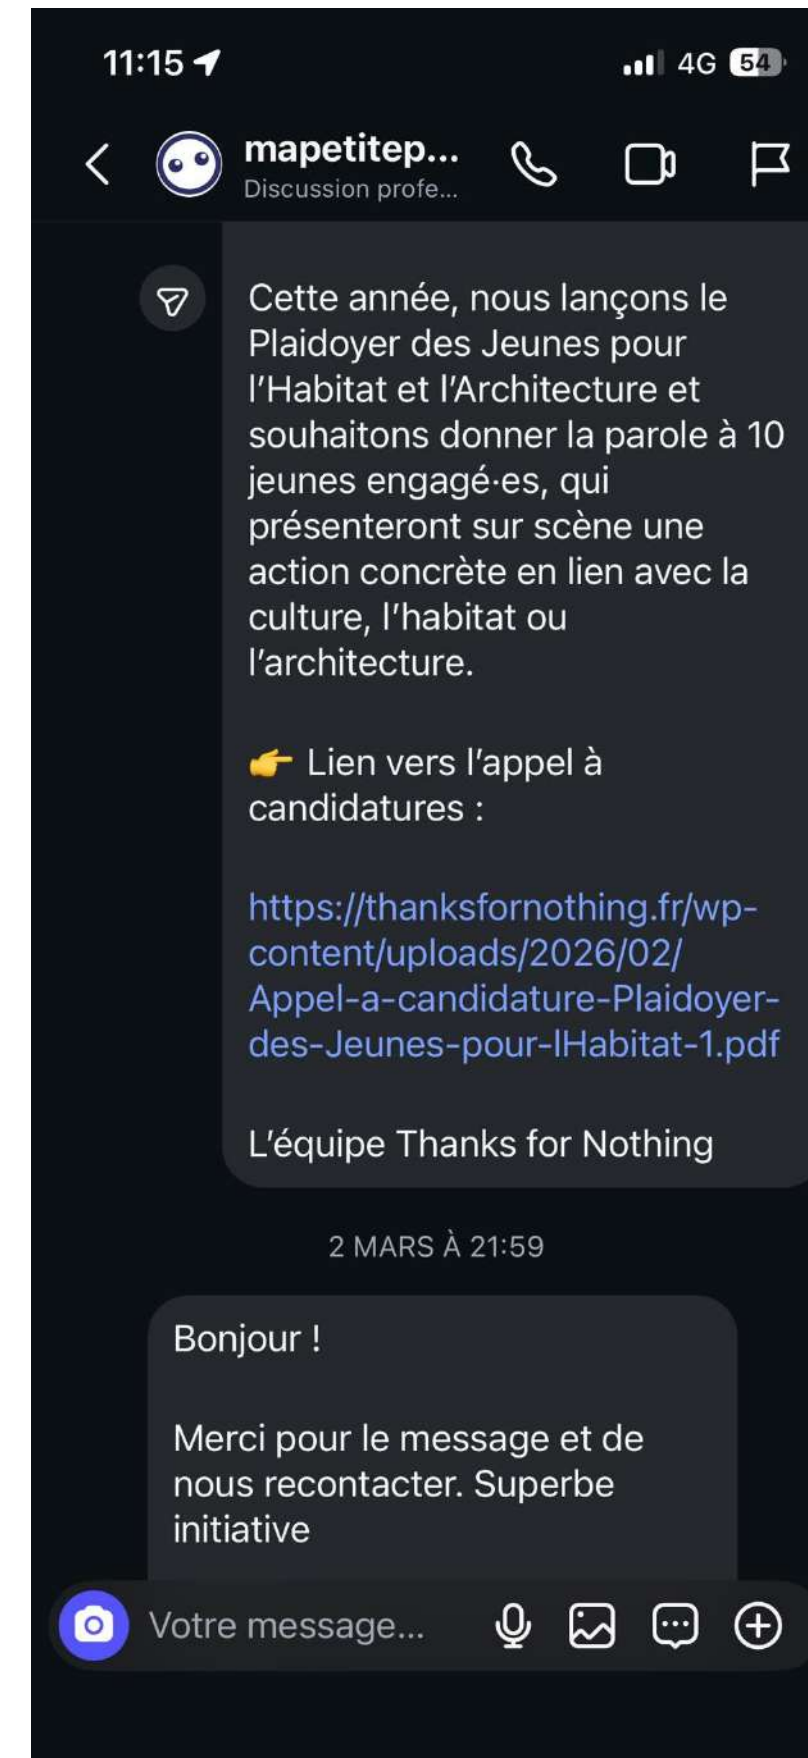 11:15
4G 54
mapetitep...
Discussion profe...
Cette année, nous lançons le
Plaidoyer des Jeunes pour
l'Habitat et l'Architecture et
souhaitons donner la parole à 10
jeunes engagé·es, qui
présenteront sur scène une
action concrète en lien avec la
culture, l'habitat ou
l'architecture.
👉 Lien vers l'appel à
candidatures :
https://thanksfornothing.fr/wp-
content/uploads/2026/02/
Appel-a-candidature-Plaidoyer-
des-Jeunes-pour-lHabitat-1.pdf
L'équipe Thanks for Nothing
2 MARS À 21:59
Bonjour !
Merci pour le message et de
nous recontacter. Superbe
initiative
Votre message...